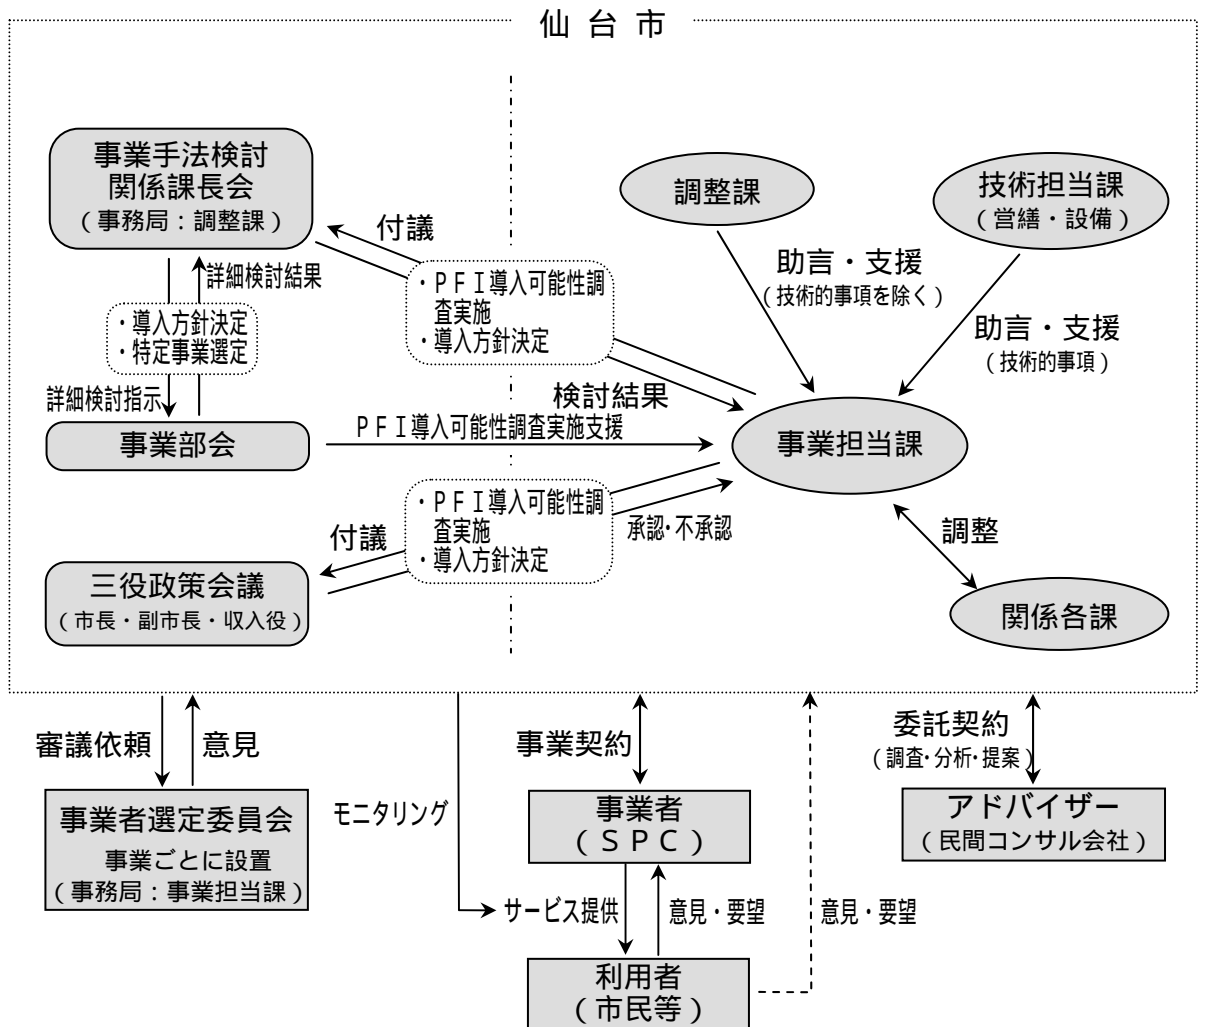 仙台市
事業手法検討
関係課長会
（事務局：調整課）
付議
調整課
技術担当課
（営繕・設備）
詳細検討結果
・導入方針決定
・特定事業選定
詳細検討指示
・ＰＦＩ導入可能性調
査実施
・導入方針決定
助言・支援
（技術的事項を除く）
助言・支援
（技術的事項）
検討結果
事業部会
ＰＦＩ導入可能性調査実施支援
事業担当課
・ＰＦＩ導入可能性調
査実施
・導入方針決定
付議
承認・不承認
調整
三役政策会議
（市長・副市長・収入役）
関係各課
審議依頼
意見
事業契約
委託契約
（調査・分析・提案）
事業者選定委員会
事業ごとに設置
（事務局：事業担当課）
モニタリング
事業者
（ＳＰＣ）
アドバイザー
（民間コンサル会社）
サービス提供
意見・要望
意見・要望
利用者
（市民等）